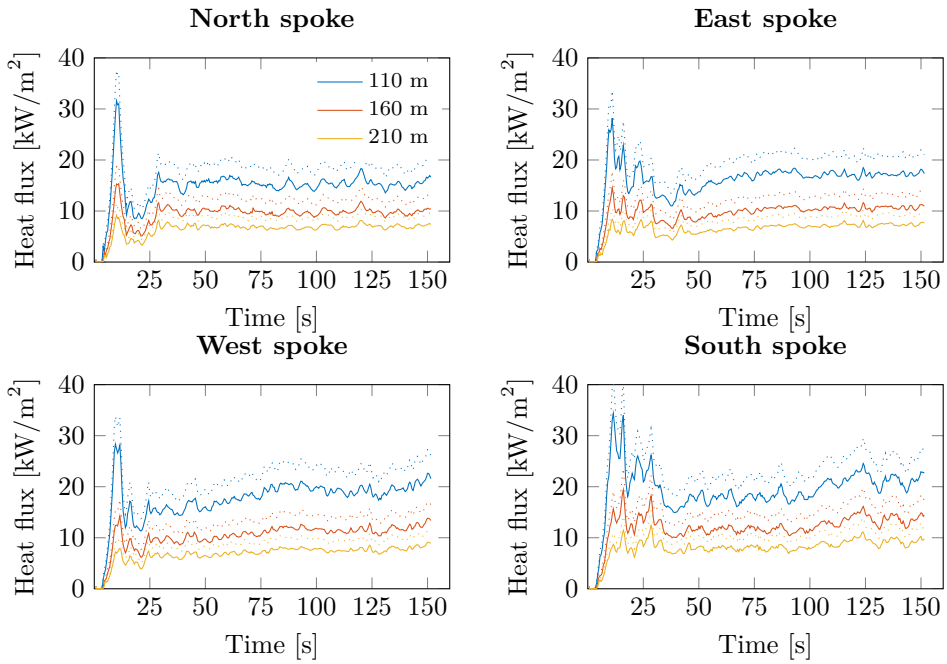 North spoke
East spoke
Heat flux [kW/m²]
40
30
20
10
0
110 m
160 m
210 m
25 50 75 100 125 150
Time [s]
Heat flux [kW/m²]
40
30
20
10
0
25 50 75 100 125 150
Time [s]
West spoke
South spoke
Heat flux [kW/m²]
40
30
20
10
0
25 50 75 100 125 150
Time [s]
Heat flux [kW/m²]
40
30
20
10
0
25 50 75 100 125 150
Time [s]